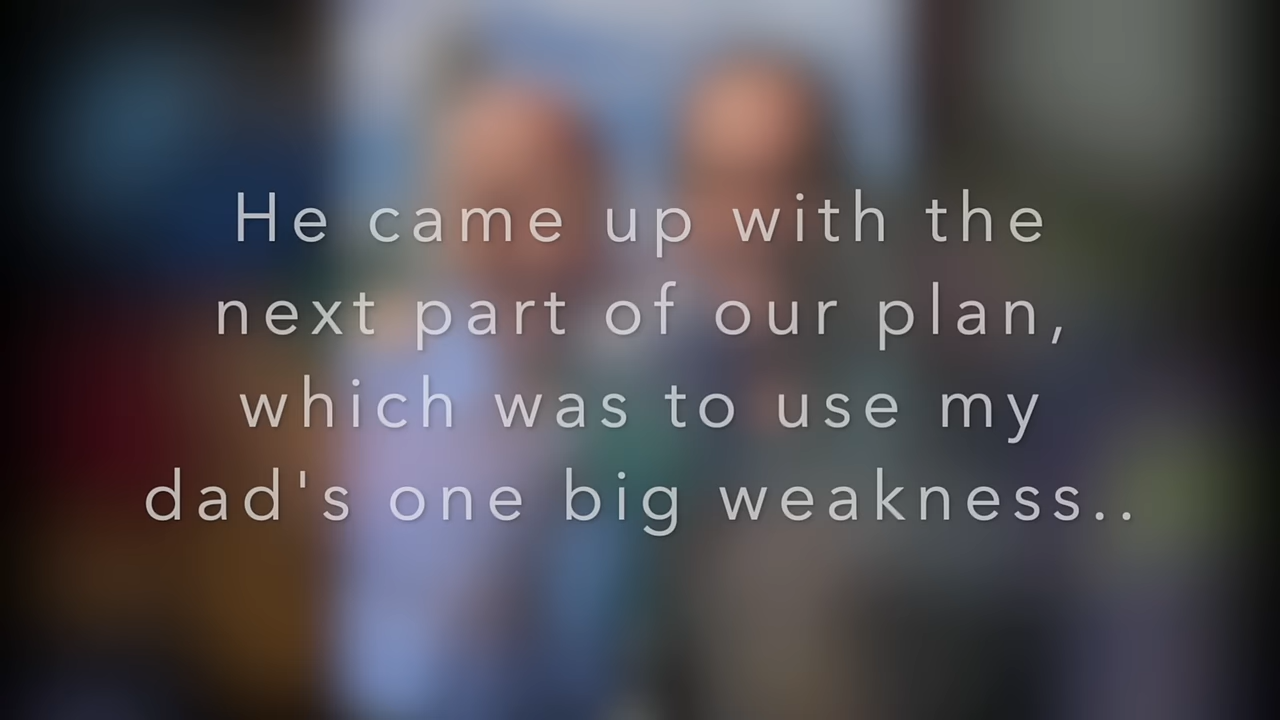 He came up with the
next part of our plan,
which was to use my
dad's one big weakness..